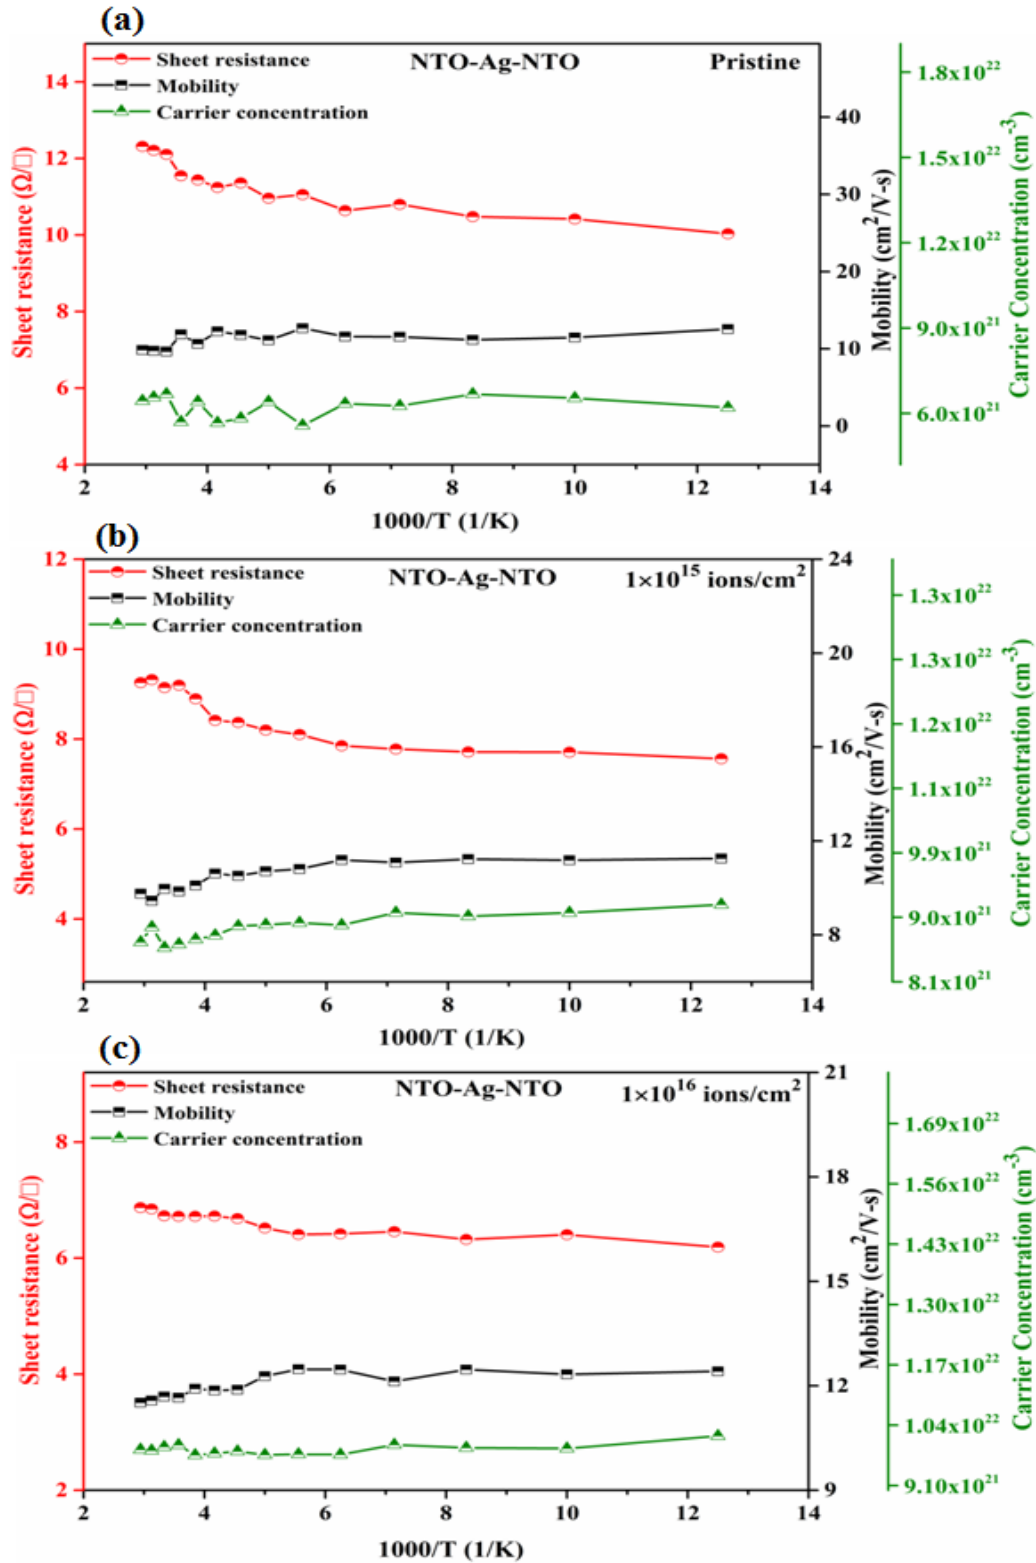 (a)
Sheet resistance
NTO-Ag-NTO
Pristine
Mobility
Carrier concentration
14
12
10
8
6
4
Sheet resistance (Ω/□)
40
30
20
10
0
Mobility (cm²/V-s)
1.8x10²²
1.5x10²²
1.2x10²²
9.0x10²¹
6.0x10²¹
Carrier Concentration (cm⁻³)
2 4 6 8 10 12 14
1000/T (1/K)
(b)
Sheet resistance
NTO-Ag-NTO
1×10¹⁵ ions/cm²
Mobility
Carrier concentration
12
10
8
6
4
Sheet resistance (Ω/□)
24
20
16
12
8
Mobility (cm²/V-s)
1.3x10²²
1.3x10²²
1.2x10²²
1.1x10²²
9.9x10²¹
9.0x10²¹
8.1x10²¹
Carrier Concentration (cm⁻³)
2 4 6 8 10 12 14
1000/T (1/K)
(c)
Sheet resistance
NTO-Ag-NTO
1×10¹⁶ ions/cm²
Mobility
Carrier concentration
8
6
4
2
Sheet resistance (Ω/□)
21
18
15
12
9
Mobility (cm²/V-s)
1.69x10²²
1.56x10²²
1.43x10²²
1.30x10²²
1.17x10²²
1.04x10²²
9.10x10²¹
Carrier Concentration (cm⁻³)
2 4 6 8 10 12 14
1000/T (1/K)